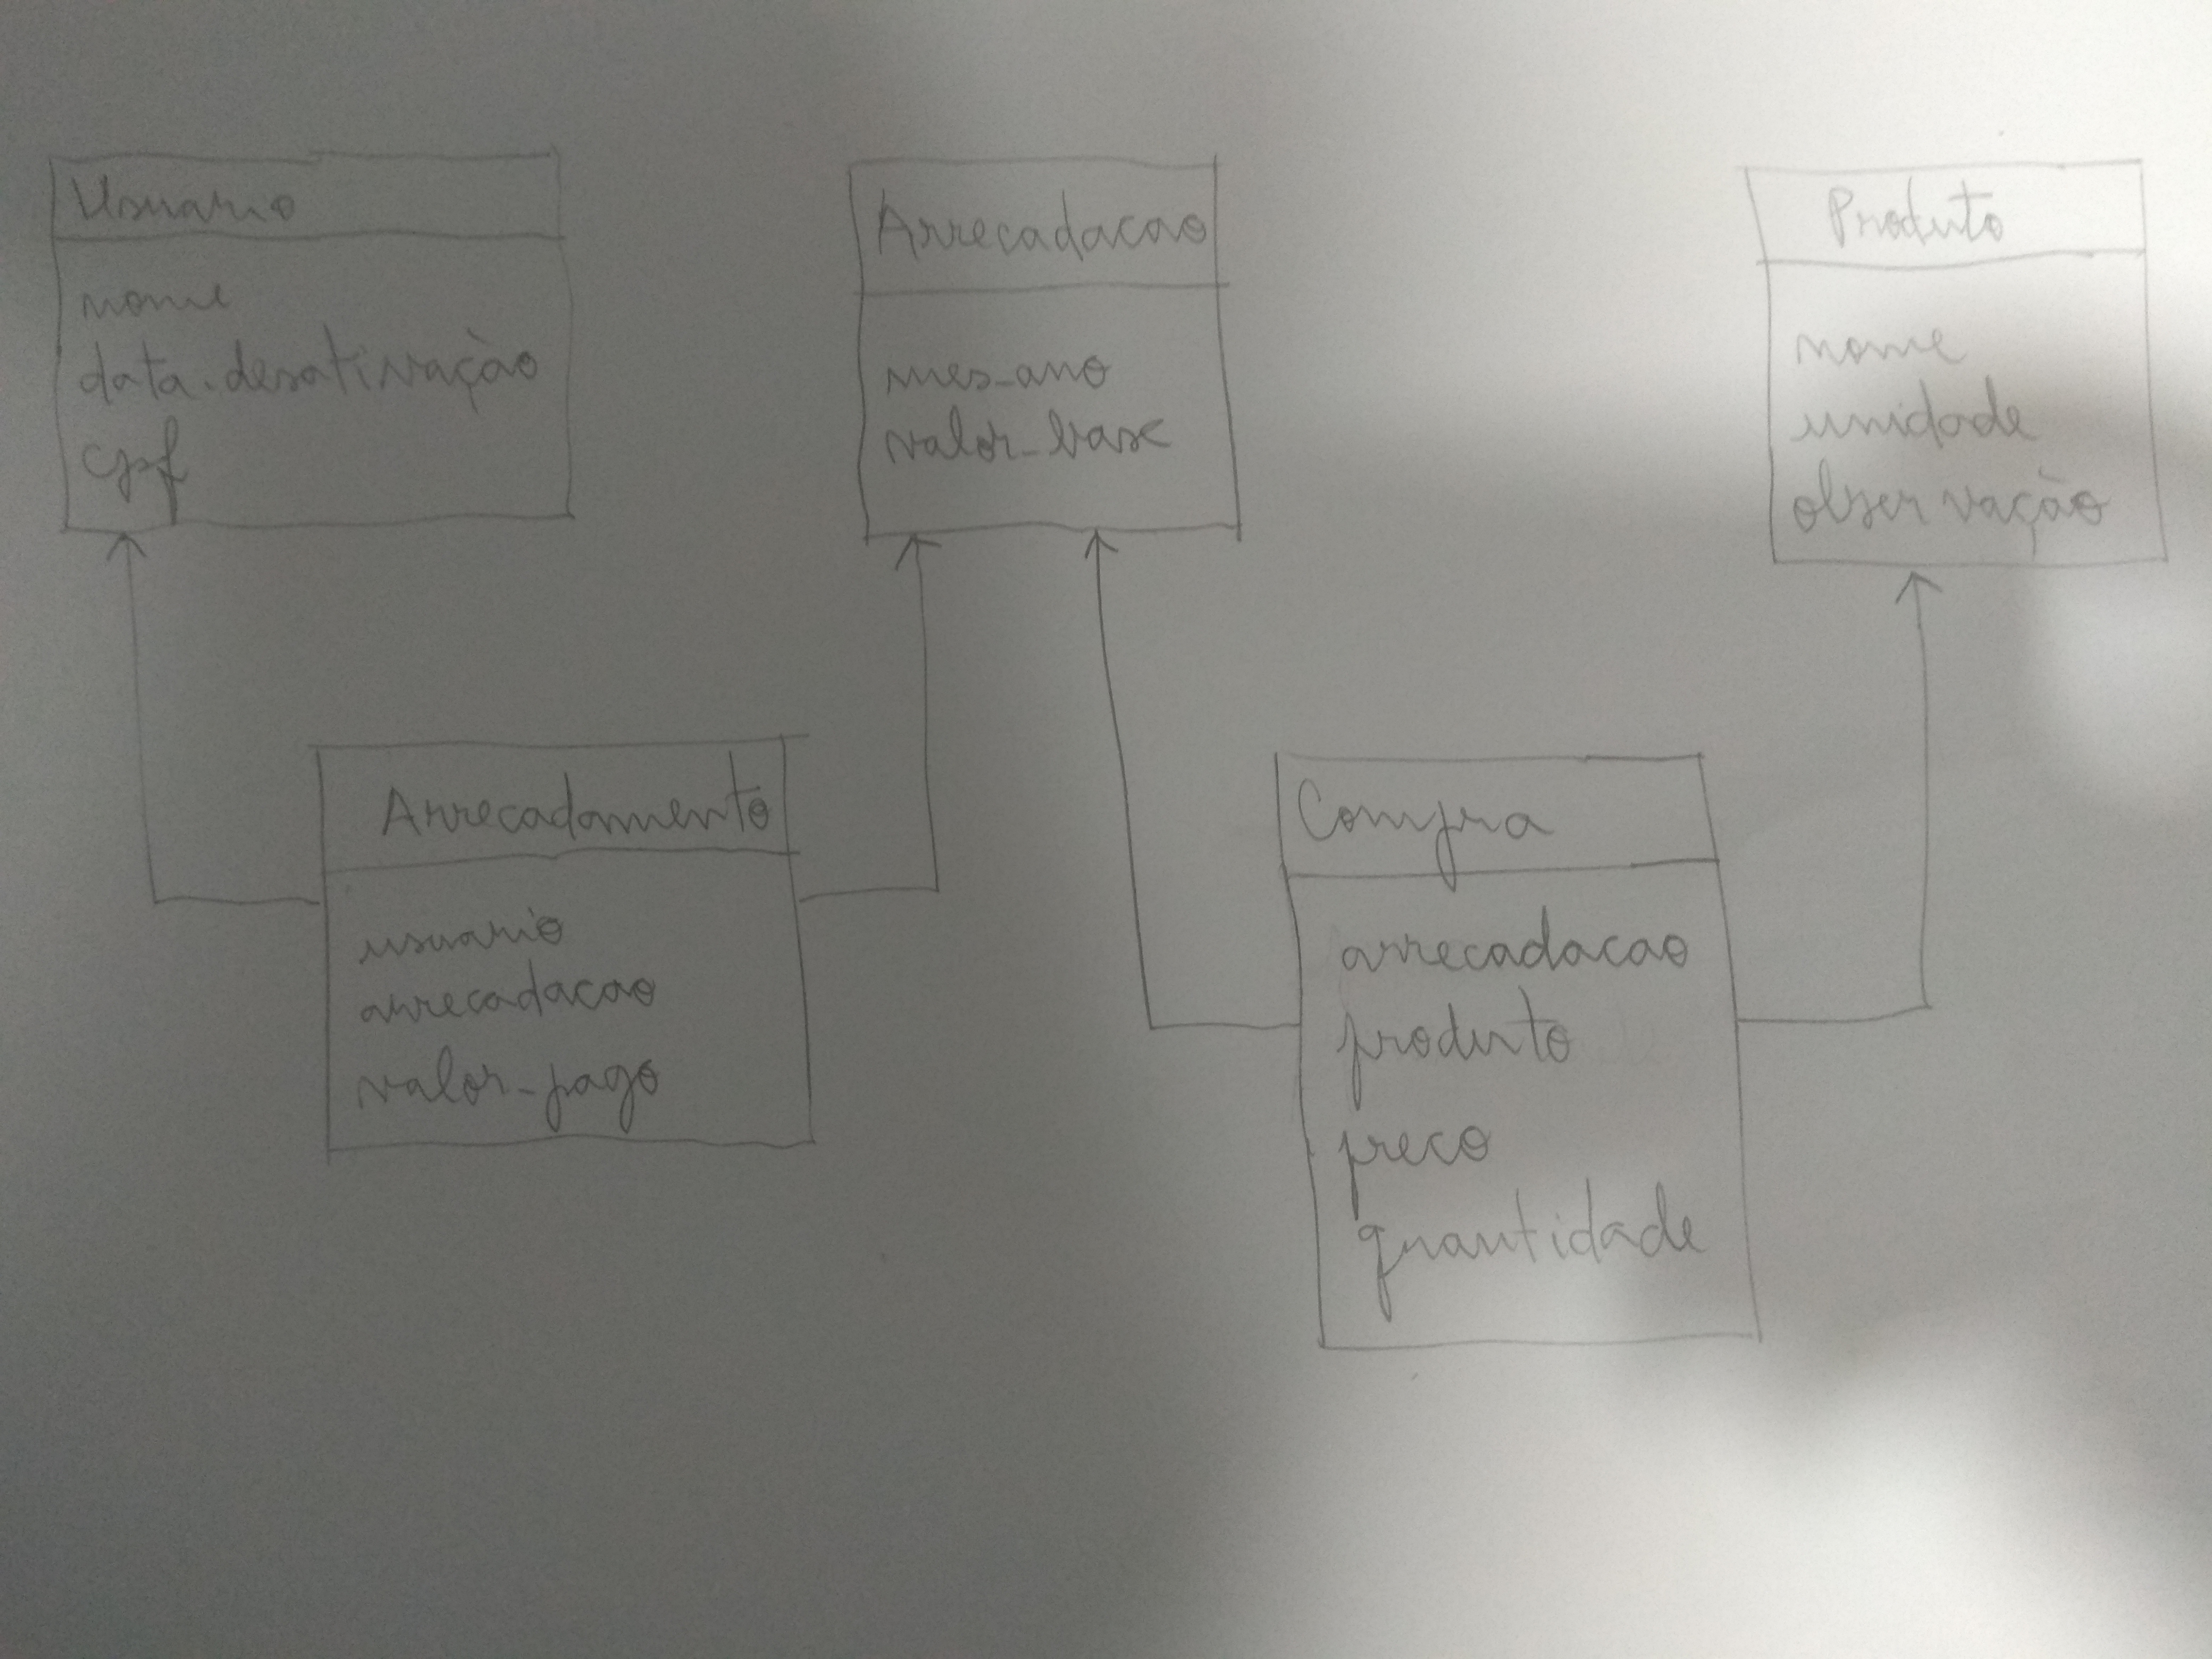 Usuario
nome
data_desativação
cpf
Arrecadacao
mes_ano
valor_base
Produto
nome
unidade
observação
Arrecadamento
usuario
arrecadacao
valor_pago
Compra
arrecadacao
produto
preco
quantidade